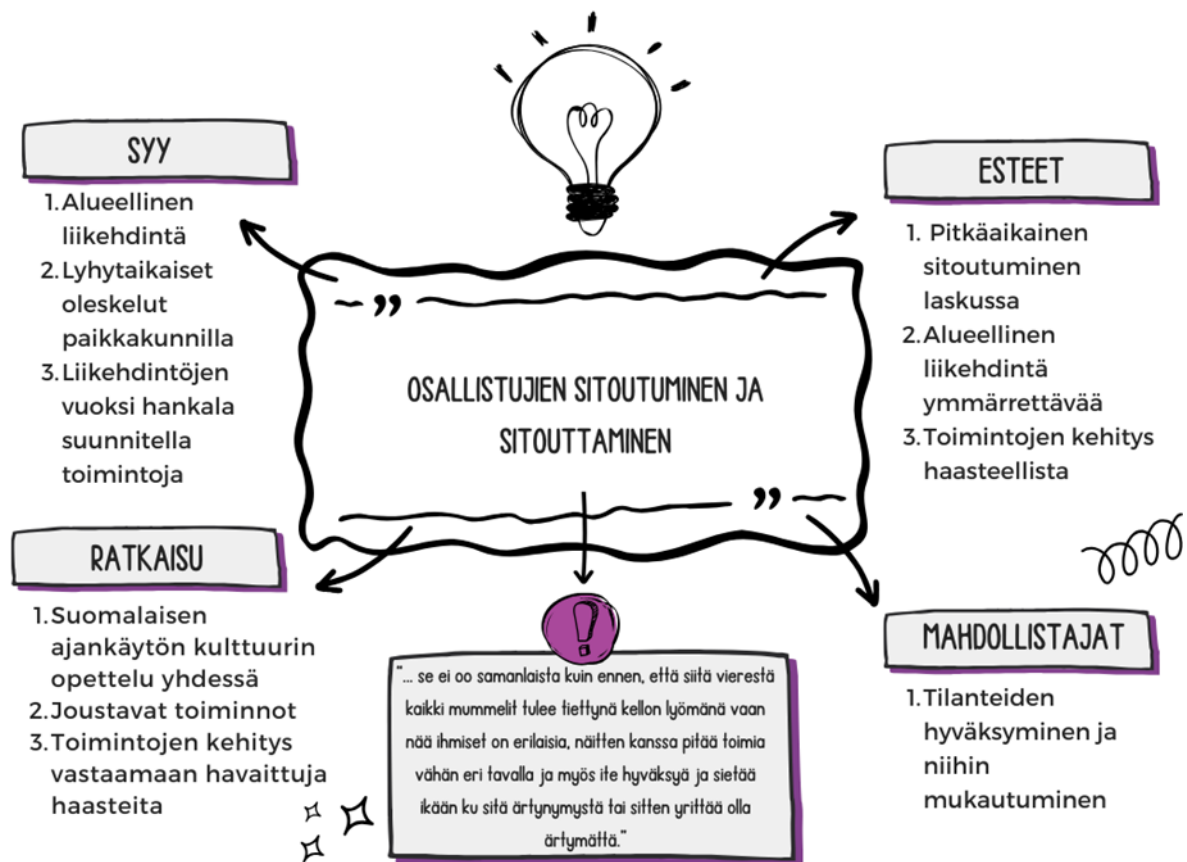 SYY
1. Alueellinen
liikehdintä
2. Lyhytaikaiset
oleskelut
paikkakunnilla
3. Liikehdintöjen
vuoksi hankala
suunnitella
toimintoja
ESTEET
1. Pitkäaikainen
sitoutuminen
laskussa
2. Alueellinen
liikehdintä
ymmärrettävää
3. Toimintojen kehitys
haasteellista
OSALLISTUJIEN SITOUTUMINEN JA
SITOUTTAMINEN
RATKAISU
1. Suomalaisen
ajankäytön kulttuurin
opettelu yhdessä
2. Joustavat toiminnot
3. Toimintojen kehitys
vastaamaan havaittuja
haasteita
"... se ei oo samanlaista kuin ennen, että siitä vierestä
kaikki mummelit tulee tiettynä kellon lyömänä vaan
nää ihmiset on erilaisia, näitten kanssa pitää toimia
vähän eri tavalla ja myös ite hyväksyä ja sietää
ikään ku sitä ärtynymystä tai sitten yrittää olla
ärtymättä."
MAHDOLLISTAJAT
1. Tilanteiden
hyväksyminen ja
niihin
mukautuminen